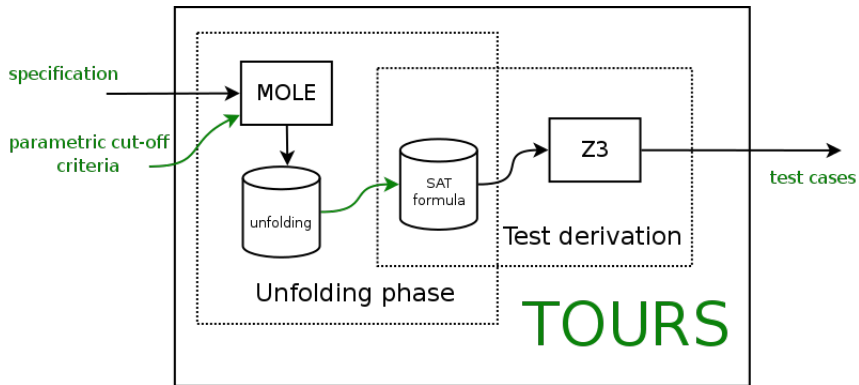 specification
MOLE
parametric cut-off
criteria
Z3
test cases
SAT
formula
unfolding
Test derivation
Unfolding phase
TOURS